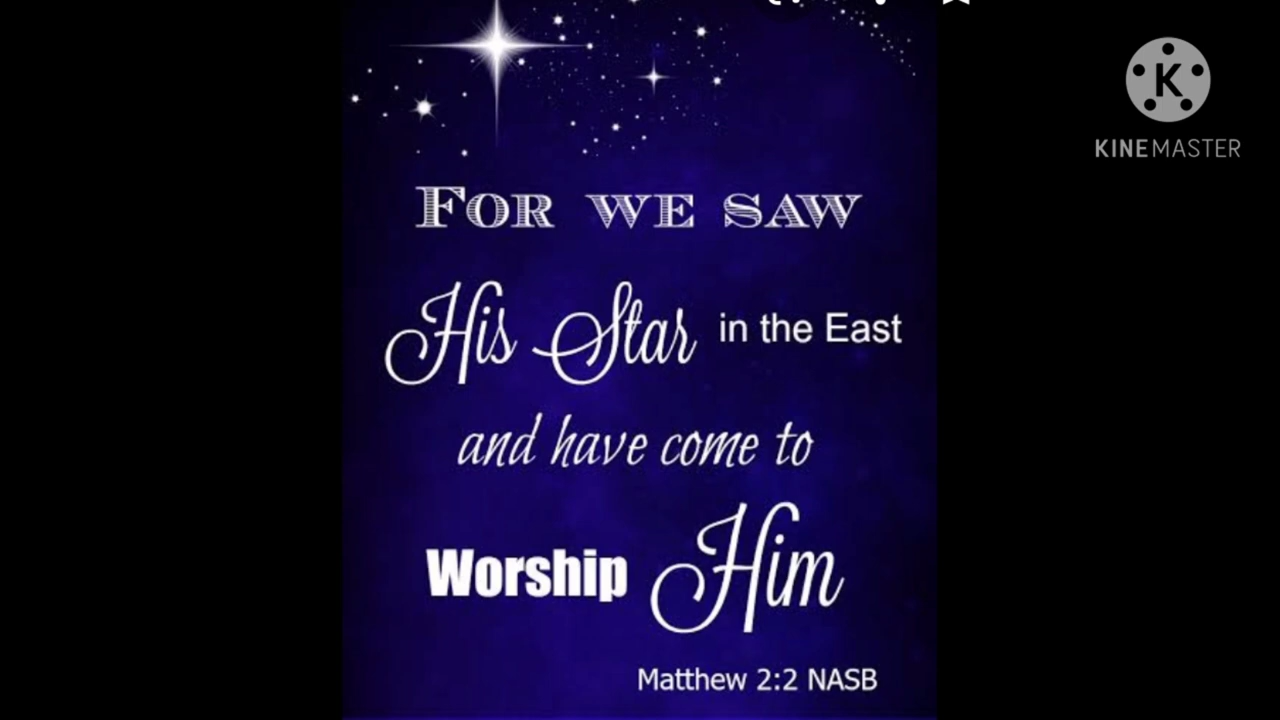 For we saw
His Star in the East
and have come to
Worship Him
Matthew 2:2 NASB
K
KINEMASTER